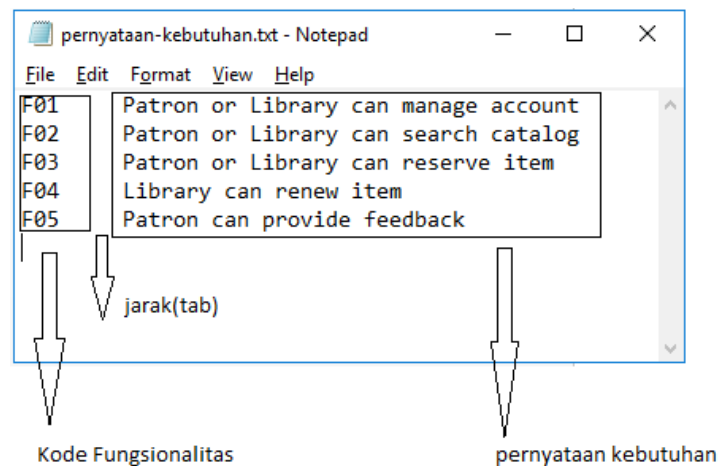 pernyataan-kebutuhan.txt - Notepad
File Edit Format View Help
F01 Patron or Library can manage account
F02 Patron or Library can search catalog
F03 Patron or Library can reserve item
F04 Library can renew item
F05 Patron can provide feedback
jarak(tab)
Kode Fungsionalitas pernyataan kebutuhan